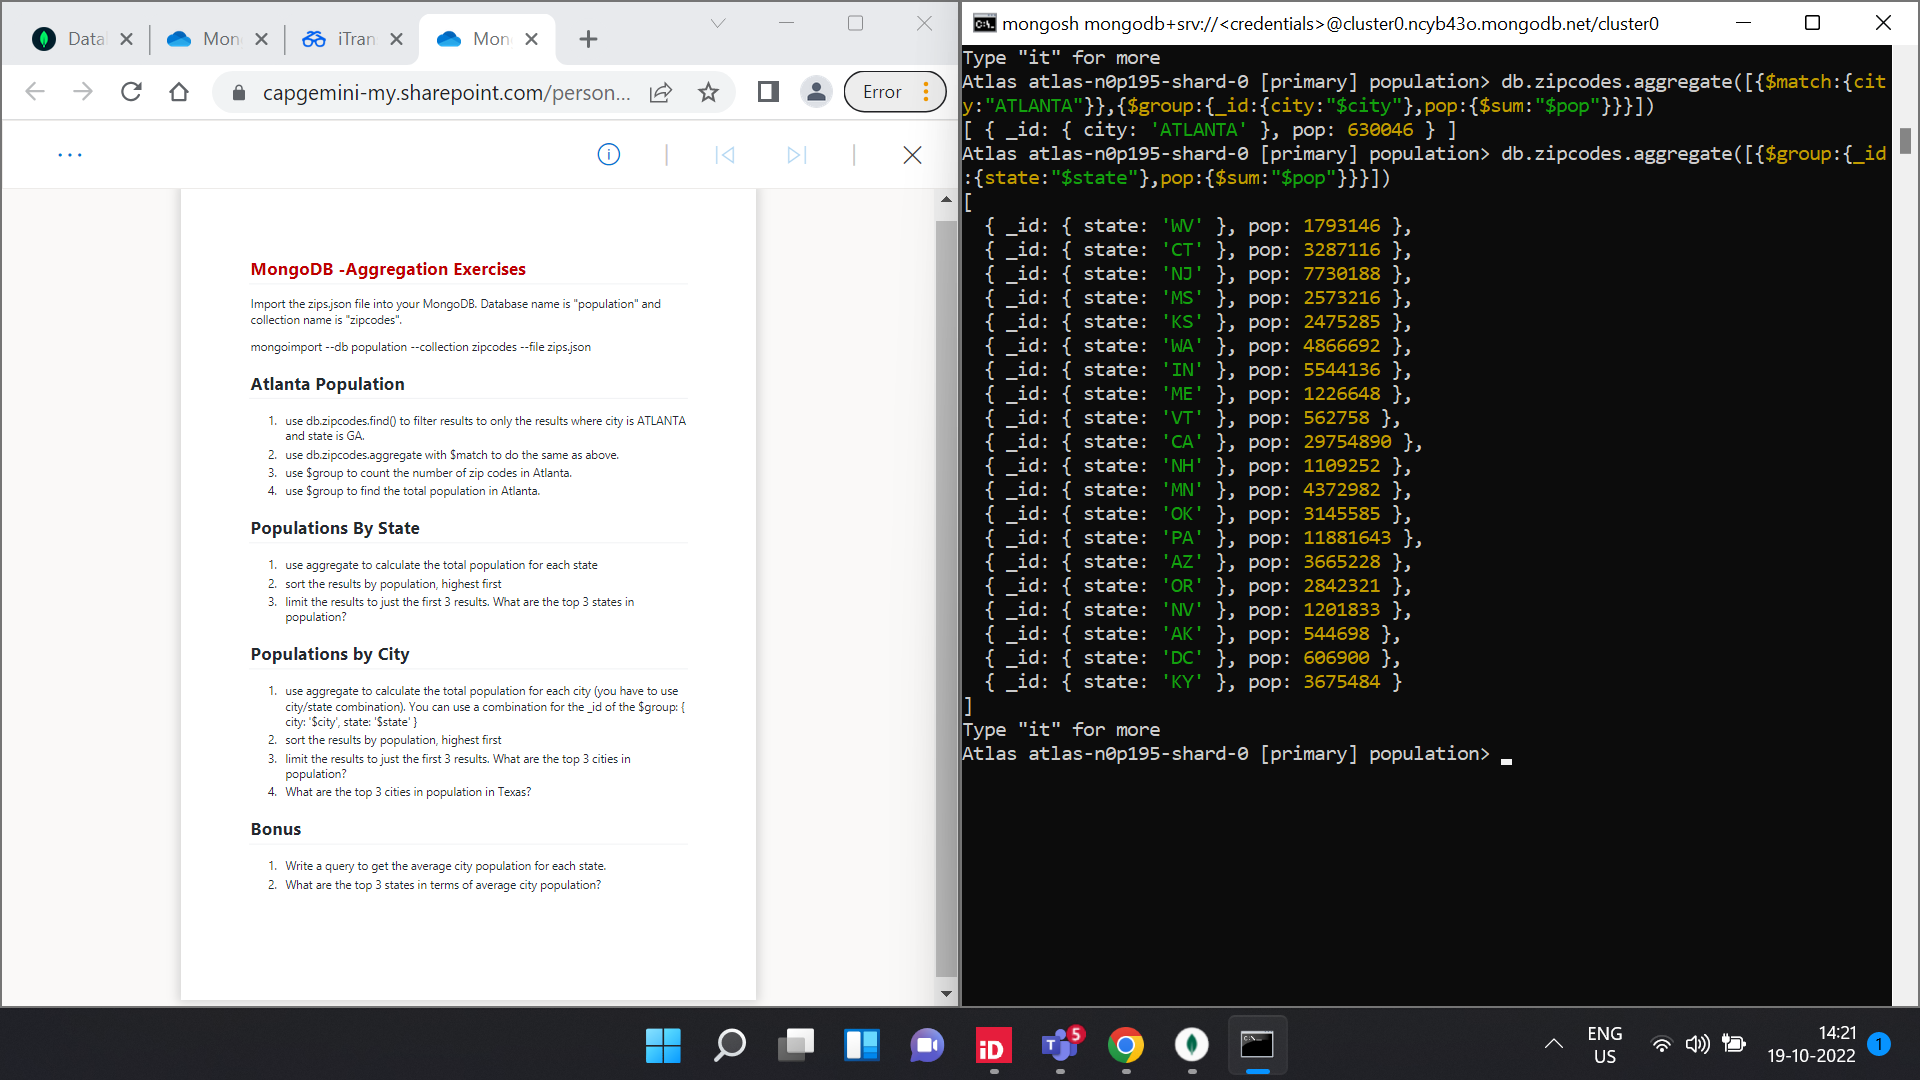 Data
Mon
iTran
Mon
capgemini-my.sharepoint.com/person...
Error
MongoDB -Aggregation Exercises
Import the zips.json file into your MongoDB. Database name is "population" and
collection name is "zipcodes".
mongoimport --db population --collection zipcodes --file zips.json
Atlanta Population
1. use db.zipcodes.find() to filter results to only the results where city is ATLANTA
and state is GA.
2. use db.zipcodes.aggregate with $match to do the same as above.
3. use $group to count the number of zip codes in Atlanta.
4. use $group to find the total population in Atlanta.
Populations By State
1. use aggregate to calculate the total population for each state
2. sort the results by population, highest first
3. limit the results to just the first 3 results. What are the top 3 states in
population?
Populations by City
1. use aggregate to calculate the total population for each city (you have to use
city/state combination). You can use a combination for the _id of the $group: {
city: '$city', state: '$state' }
2. sort the results by population, highest first
3. limit the results to just the first 3 results. What are the top 3 cities in
population?
4. What are the top 3 cities in population in Texas?
Bonus
1. Write a query to get the average city population for each state.
2. What are the top 3 states in terms of average city population?
mongosh mongodb+srv://<credentials>@cluster0.ncyb43o.mongodb.net/cluster0
Type "it" for more
Atlas atlas-n0p195-shard-0 [primary] population> db.zipcodes.aggregate([{$match:{cit
y:"ATLANTA"}},{$group:{_id:{city:"$city"},pop:{$sum:"$pop"}}}])
[ { _id: { city: 'ATLANTA' }, pop: 630046 } ]
Atlas atlas-n0p195-shard-0 [primary] population> db.zipcodes.aggregate([{$group:{_id
:{state:"$state"},pop:{$sum:"$pop"}}}])
[
{ _id: { state: 'WV' }, pop: 1793146 },
{ _id: { state: 'CT' }, pop: 3287116 },
{ _id: { state: 'NJ' }, pop: 7730188 },
{ _id: { state: 'MS' }, pop: 2573216 },
{ _id: { state: 'KS' }, pop: 2475285 },
{ _id: { state: 'WA' }, pop: 4866692 },
{ _id: { state: 'IN' }, pop: 5544136 },
{ _id: { state: 'ME' }, pop: 1226648 },
{ _id: { state: 'VT' }, pop: 562758 },
{ _id: { state: 'CA' }, pop: 29754890 },
{ _id: { state: 'NH' }, pop: 1109252 },
{ _id: { state: 'MN' }, pop: 4372982 },
{ _id: { state: 'OK' }, pop: 3145585 },
{ _id: { state: 'PA' }, pop: 11881643 },
{ _id: { state: 'AZ' }, pop: 3665228 },
{ _id: { state: 'OR' }, pop: 2842321 },
{ _id: { state: 'NV' }, pop: 1201833 },
{ _id: { state: 'AK' }, pop: 544698 },
{ _id: { state: 'DC' }, pop: 606900 },
{ _id: { state: 'KY' }, pop: 3675484 }
]
Type "it" for more
Atlas atlas-n0p195-shard-0 [primary] population>
iD
5
ENG
US
14:21
19-10-2022
1